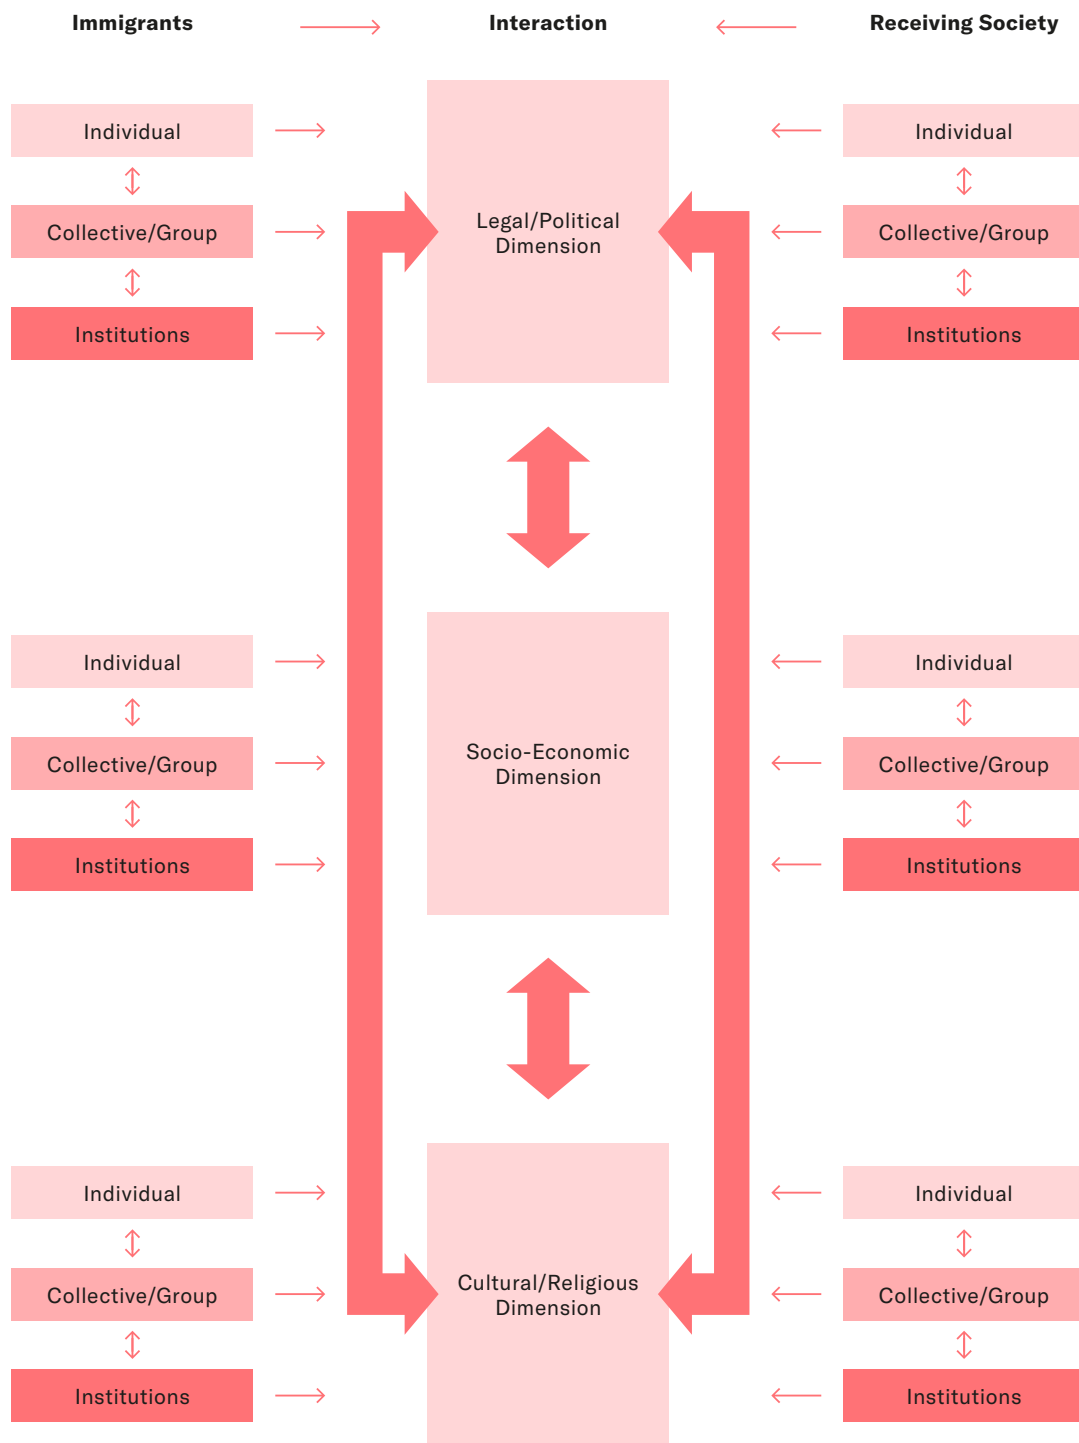 Immigrants
Interaction
Receiving Society
Individual
Collective/Group
Institutions
Legal/Political
Dimension
Individual
Collective/Group
Institutions
Individual
Collective/Group
Institutions
Socio-Economic
Dimension
Individual
Collective/Group
Institutions
Individual
Collective/Group
Institutions
Cultural/Religious
Dimension
Individual
Collective/Group
Institutions